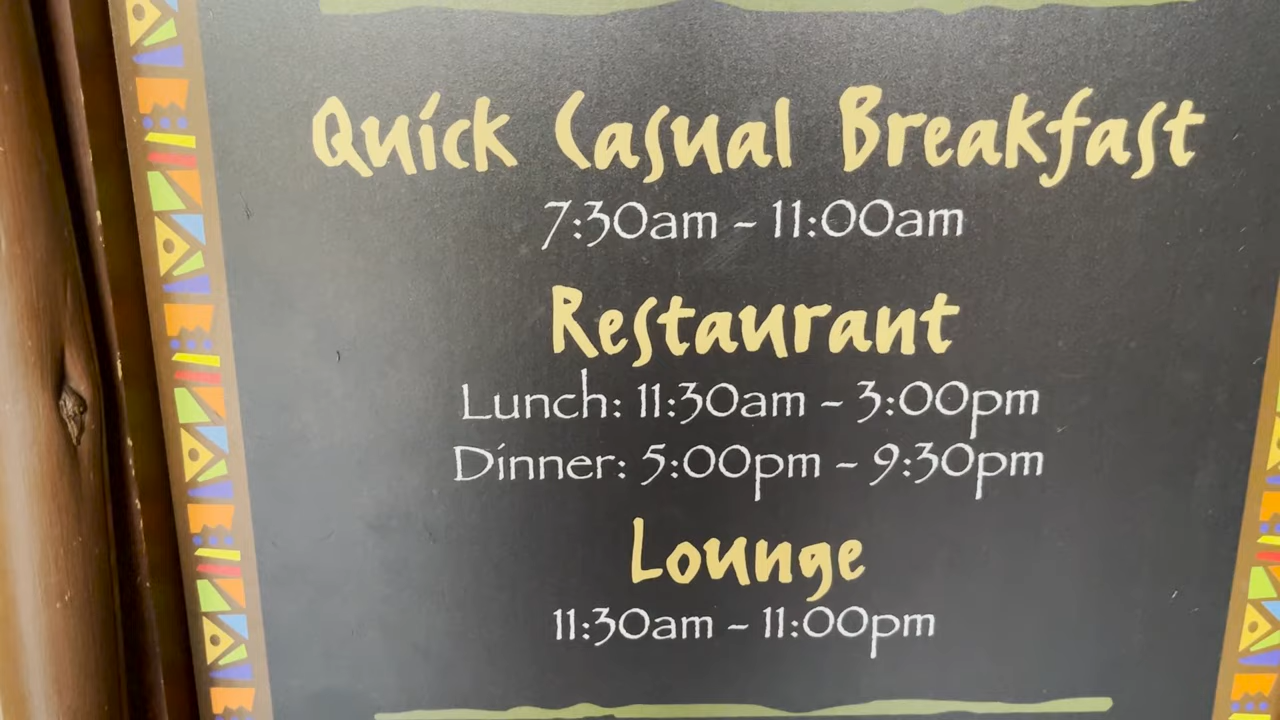 Quick Casual Breakfast
7:30am - 11:00am
Restaurant
Lunch: 11:30am - 3:00pm
Dinner: 5:00pm - 9:30pm
Lounge
11:30am - 11:00pm